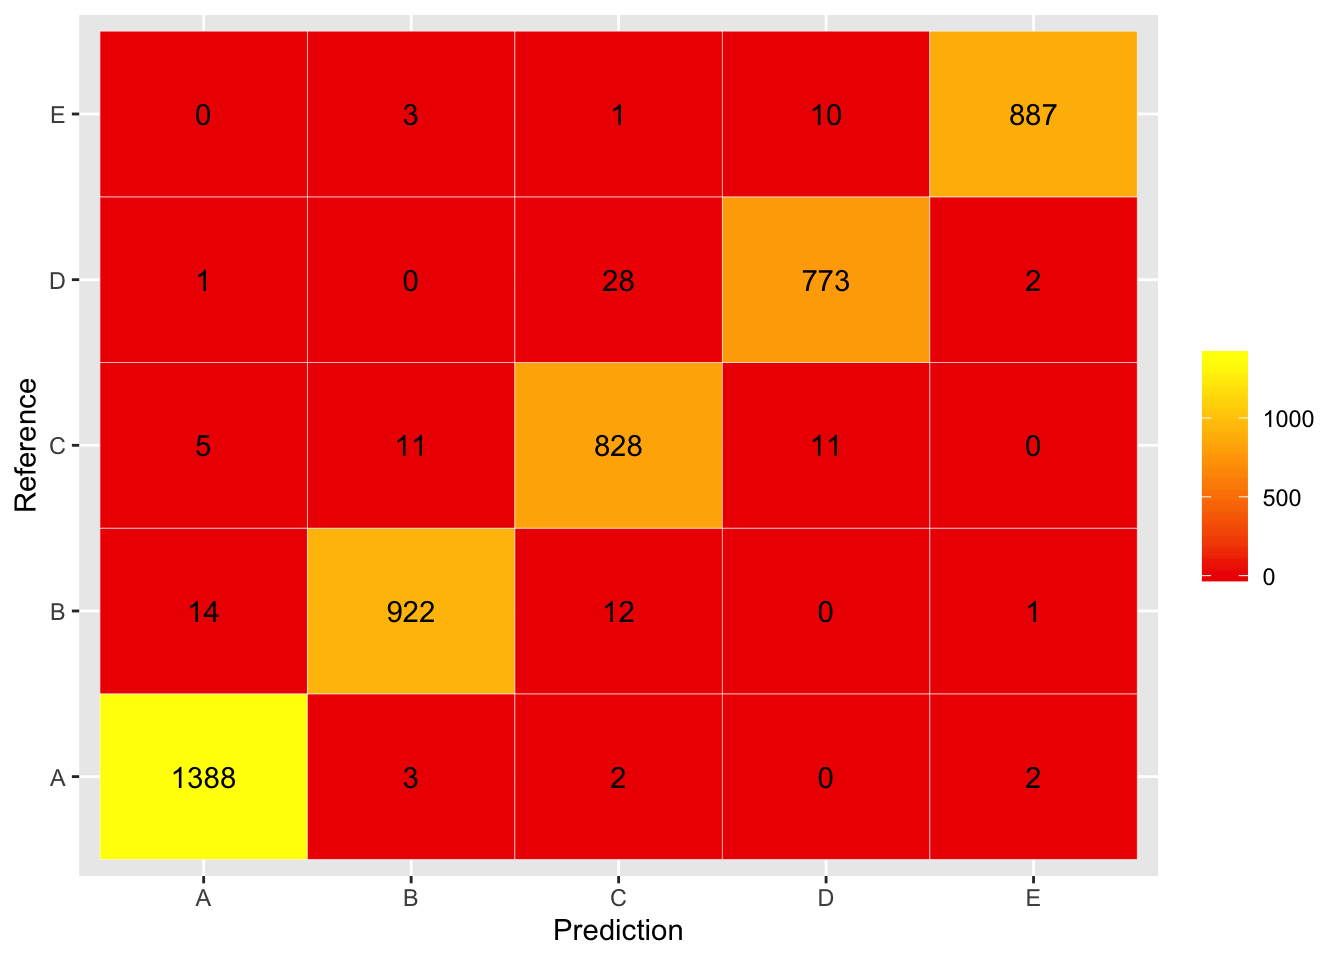 E 0 3 1 10 887
D 1 0 28 773 2
C 5 11 828 11 0
B 14 922 12 0 1
A 1388 3 2 0 2
A B C D E
Prediction
Reference
1000
500
0